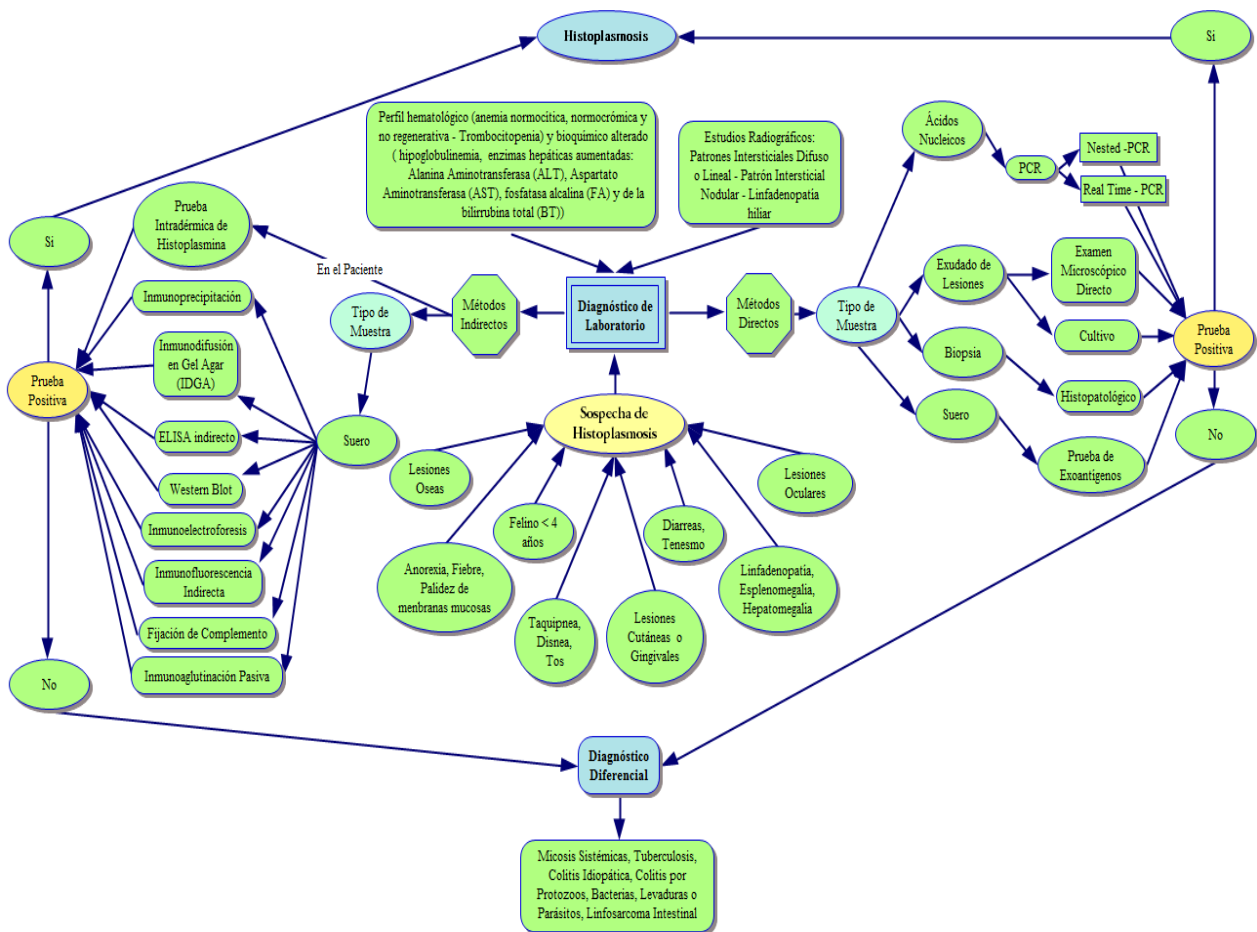 Histoplasmosis
Si
Perfil hematológico (anemia normocitica, normocrómica y
no regenerativa - Trombocitopenia) y bioquimico alterado
( hipoglobulinemia, enzimas hepáticas aumentadas:
Alanina Aminotransferasa (ALT), Aspartato
Aminotransferasa (AST), fosfatasa alcalina (FA) y de la
bilirrubina total (BT))
Estudios Radiográficos:
Patrones Intersticiales Difuso
o Lineal - Patrón Intersticial
Nodular - Linfadenopatia
hiliar
Ácidos
Nucleicos
PCR
Nested -PCR
Real Time - PCR
Si
Prueba
Intradérmica de
Histoplasmina
En el Paciente
Inmunoprecipitación
Tipo de
Muestra
Métodos
Indirectos
Diagnóstico de
Laboratorio
Métodos
Directos
Tipo de
Muestra
Exudado de
Lesiones
Examen
Microscópico
Directo
Cultivo
Prueba
Positiva
Biopsia
Histopatológico
Suero
Prueba de
Exoantigenos
No
Prueba
Positiva
Inmunodifusión
en Gel Agar
(IDGA)
ELISA indirecto
Suero
Western Blot
Inmunoelectroforesis
Inmunofluorescencia
Indirecta
Fijación de Complemento
Inmunoaglutinación Pasiva
No
Sospecha de
Histoplasmosis
Lesiones
Oseas
Anorexia, Fiebre,
Palidez de
menbranas mucosas
Felino < 4
años
Taquipnea,
Disnea,
Tos
Lesiones
Cutáneas o
Gingivales
Diarreas,
Tenesmo
Linfadenopatia,
Esplenomegalia,
Hepatomegalia
Lesiones
Oculares
Diagnóstico
Diferencial
Micosis Sistémicas, Tuberculosis,
Colitis Idiopática, Colitis por
Protozoos, Bacterias, Levaduras o
Parásitos, Linfosarcoma Intestinal